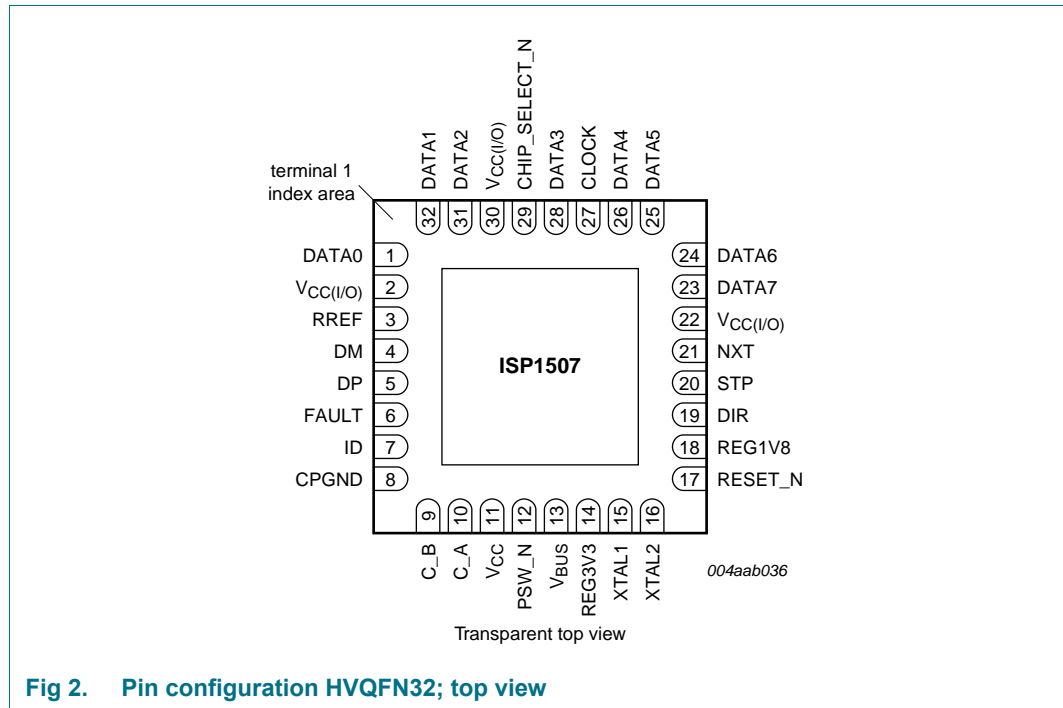 CHIP_SELECT_N
DATA1
DATA2
VCC(I/O)
DATA3
CLOCK
DATA4
DATA5
terminal 1
index area
32 31 30 29 28 27 26 25
DATA0 1 24 DATA6
VCC(I/O) 2 23 DATA7
RREF 3 22 VCC(I/O)
DM 4 21 NXT
ISP1507
DP 5 20 STP
FAULT 6 19 DIR
ID 7 18 REG1V8
CPGND 8 17 RESET_N
9 10 11 12 13 14 15 16
C_B
C_A
VCC
PSW_N
VBUS
REG3V3
XTAL1
XTAL2
004aab036
Transparent top view
Fig 2. Pin configuration HVQFN32; top view